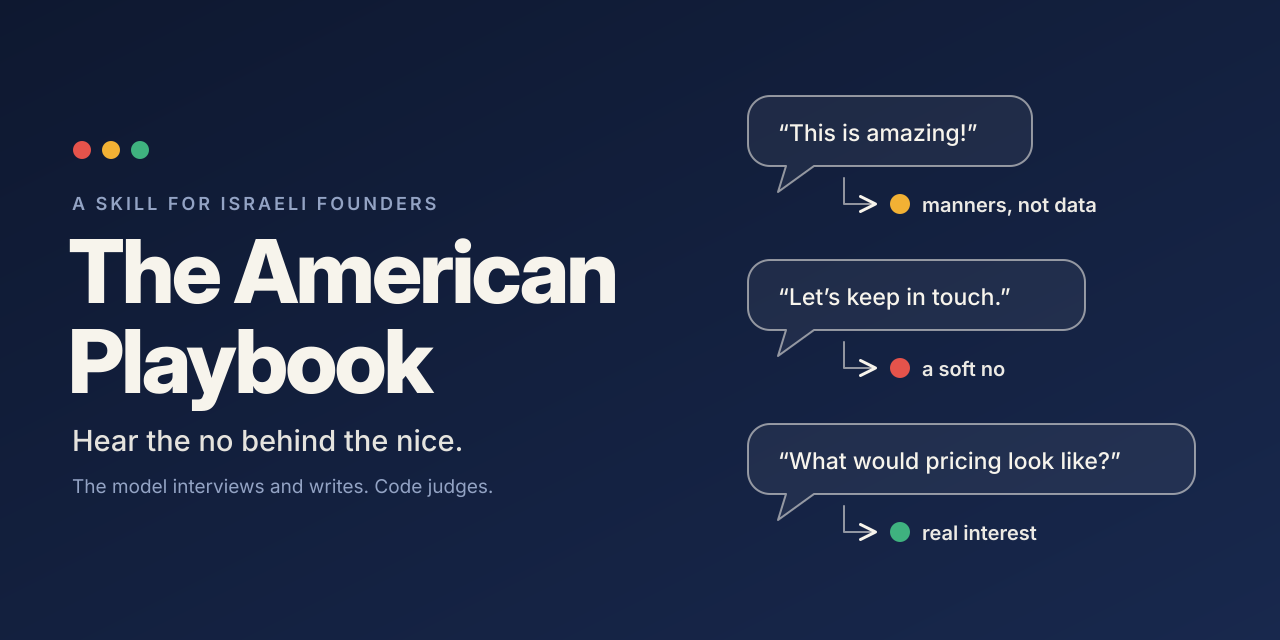 A SKILL FOR ISRAELI FOUNDERS
The American
Playbook
Hear the no behind the nice.
The model interviews and writes. Code judges.
“This is amazing!”
manners, not data
“Let’s keep in touch.”
a soft no
“What would pricing look like?”
real interest